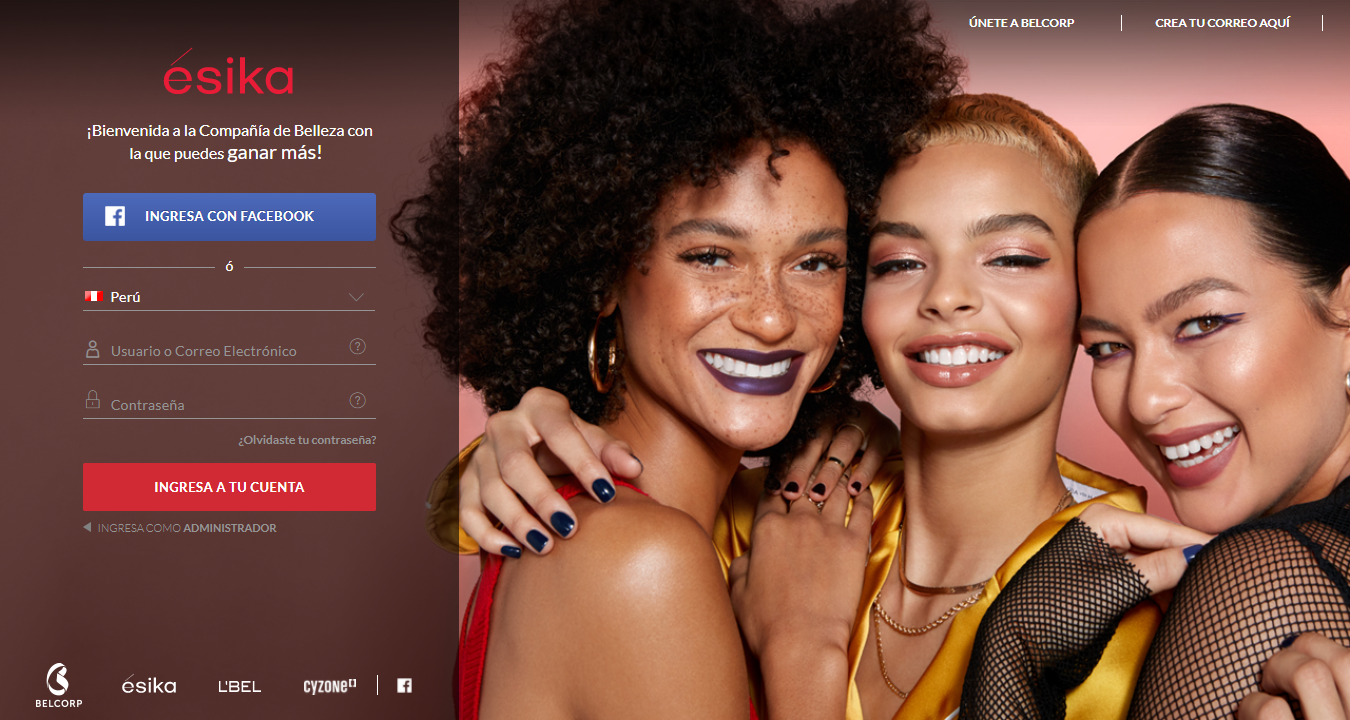 ÚNETE A BELCORP
CREA TU CORREO AQUÍ
ésika
¡Bienvenida a la Compañía de Belleza con
la que puedes ganar más!
INGRESA CON FACEBOOK
ó
Perú
Usuario o Correo Electrónico
?
Contraseña
?
¿Olvidaste tu contraseña?
INGRESA A TU CUENTA
INGRESA COMO ADMINISTRADOR
BELCORP
ésika
L'BEL
CYZONE